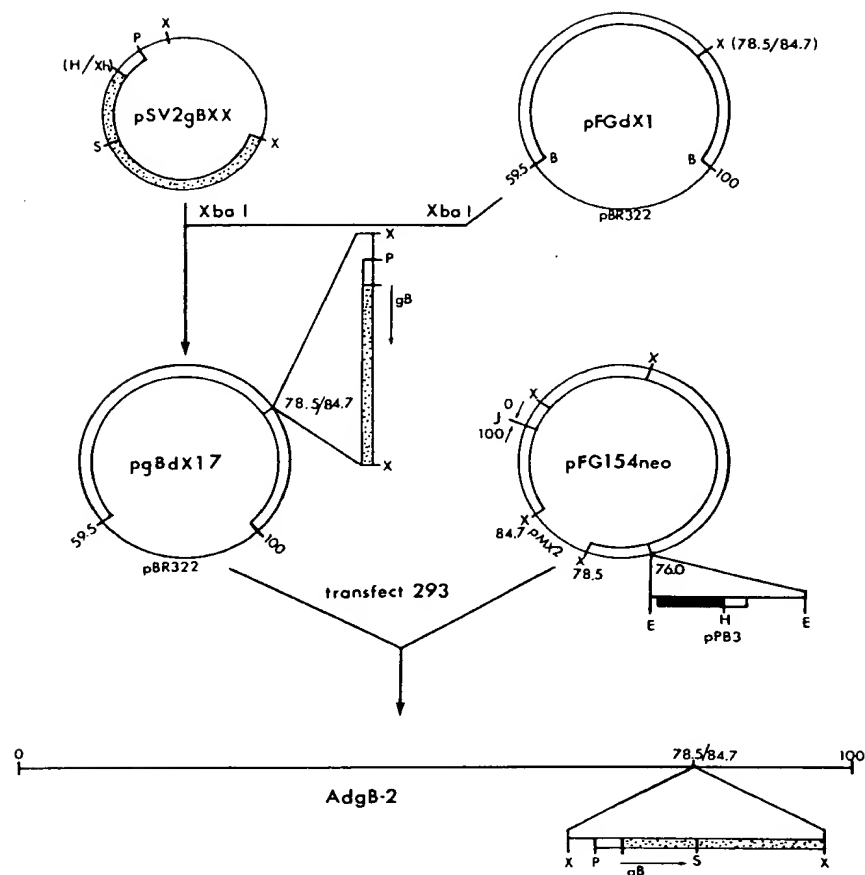 X
P
(H/Xh)
pSV2gBXX
S
X
X (78.5/84.7)
pFGdX1
59.5
B
B
100
pBR322
Xba I
Xba I
X
P
gB
X
78.5/84.7
pgBdX17
59.5
100
pBR322
X
X
0
J
100
pFG154neo
X
84.7
pMX2
X
78.5
76.0
E
H
E
pPB3
transfect 293
0
78.5/84.7
100
AdgB-2
X
P
gB
S
X